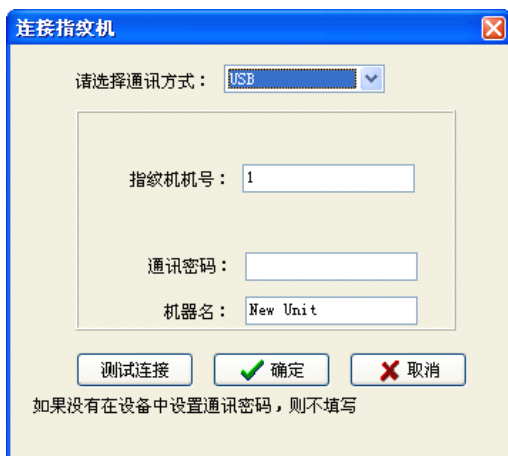 连接指纹机
请选择通讯方式： USB
指纹机机号： 1
通讯密码：
机器名： New Unit
测试连接 确定 取消
如果没有在设备中设置通讯密码，则不填写